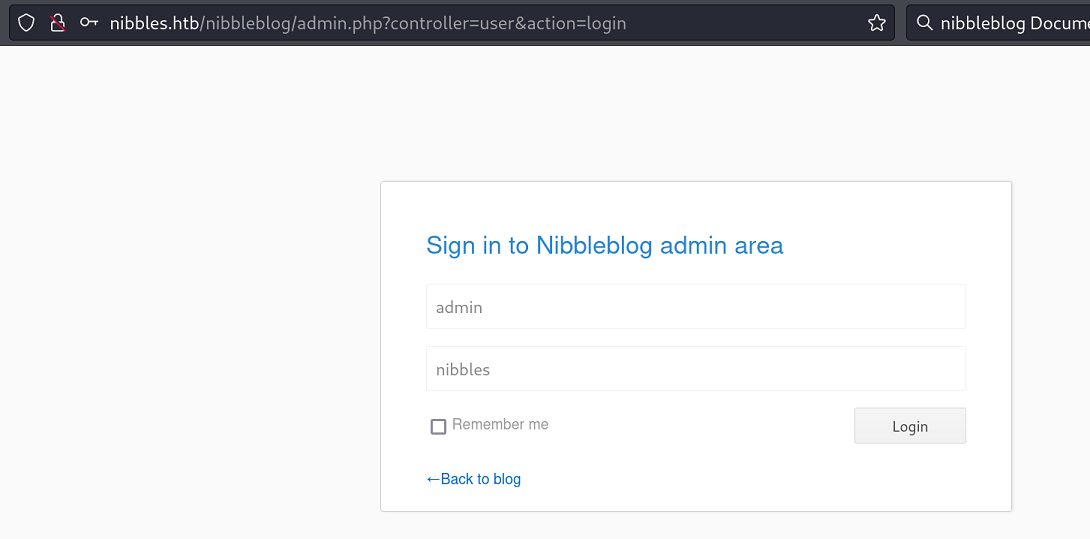 nibbles.htb/nibbleblog/admin.php?controller=user&action=login
nibbleblog Docume
Sign in to Nibbleblog admin area
admin
nibbles
Remember me
Login
←Back to blog